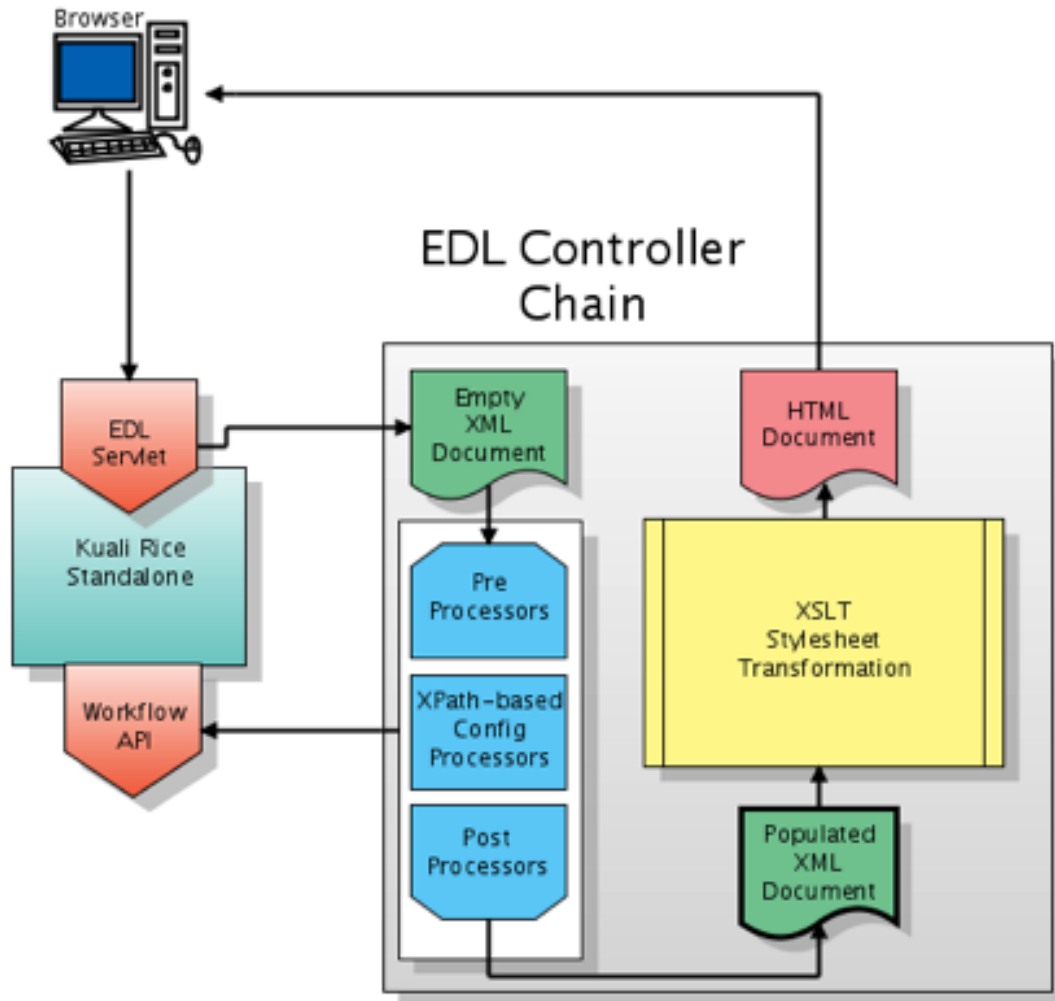 Browser
EDL Controller
Chain
EDL
Servlet
Kuali Rice
Standalone
Workflow
API
Empty
XML
Document
Pre
Processors
XPath-based
Config
Processors
Post
Processors
HTML
Document
XSLT
Stylesheet
Transformation
Populated
XML
Document